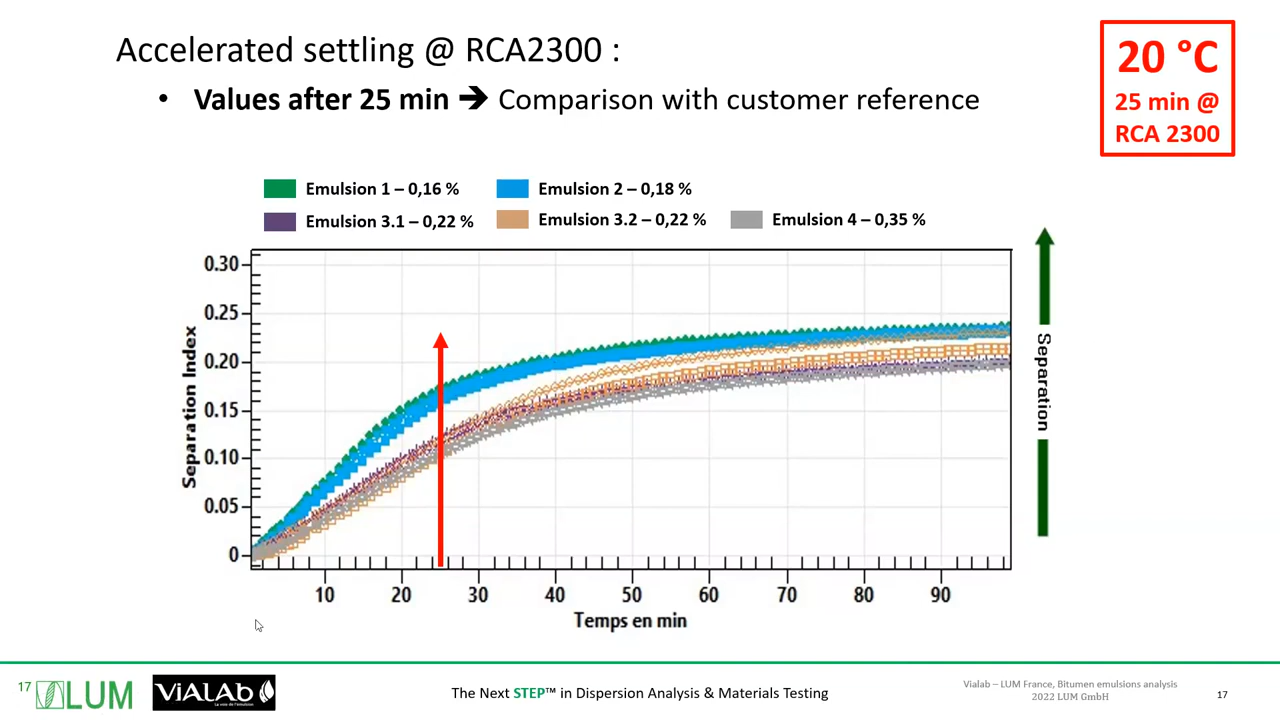 Accelerated settling @ RCA2300 :
• Values after 25 min ➔ Comparison with customer reference
20 °C
25 min @
RCA 2300
Emulsion 1 – 0,16 %
Emulsion 2 – 0,18 %
Emulsion 3.1 – 0,22 %
Emulsion 3.2 – 0,22 %
Emulsion 4 – 0,35 %
Separation Index
0.30
0.25
0.20
0.15
0.10
0.05
0
10 20 30 40 50 60 70 80 90
Temps en min
Separation
17
LUM
ViALAb
La voie de l'émulsion
The Next STEP™ in Dispersion Analysis & Materials Testing
Vialab – LUM France, Bitumen emulsions analysis
2022 LUM GmbH
17